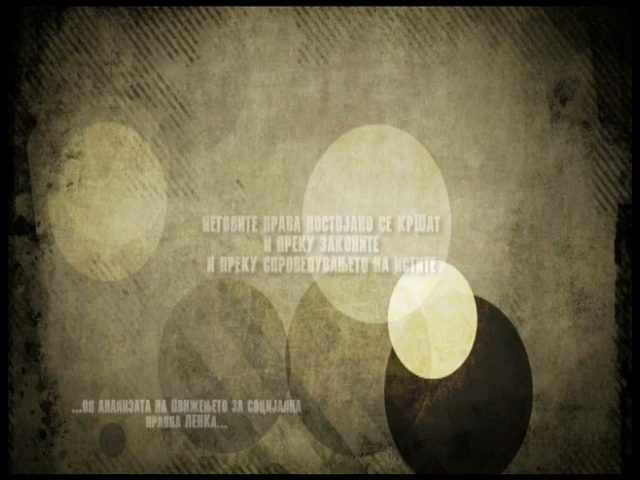 НЕГОВИТЕ ПРАВА ПОСТОЈАНО СЕ КРШАТ
И ПРЕКУ ЗАКОНИТЕ
И ПРЕКУ СПРОВЕДУВАЊЕТО НА ИСТИТЕ
...ОД АНАЛИЗАТА НА ДВИЖЕЊЕТО ЗА СОЦИЈАЛНА
ПРАВДА ЛЕНКА...